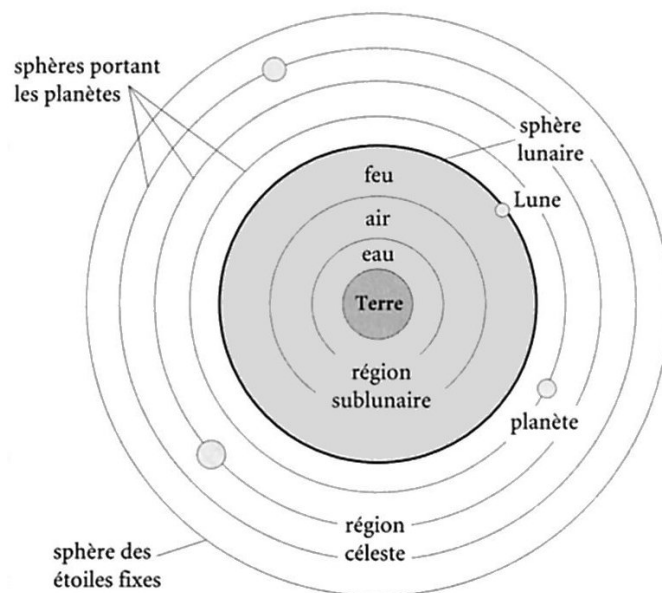 sphères portant
les planètes
sphère
lunaire
feu
Lune
air
eau
Terre
région
sublunaire
planète
région
céleste
sphère des
étoiles fixes